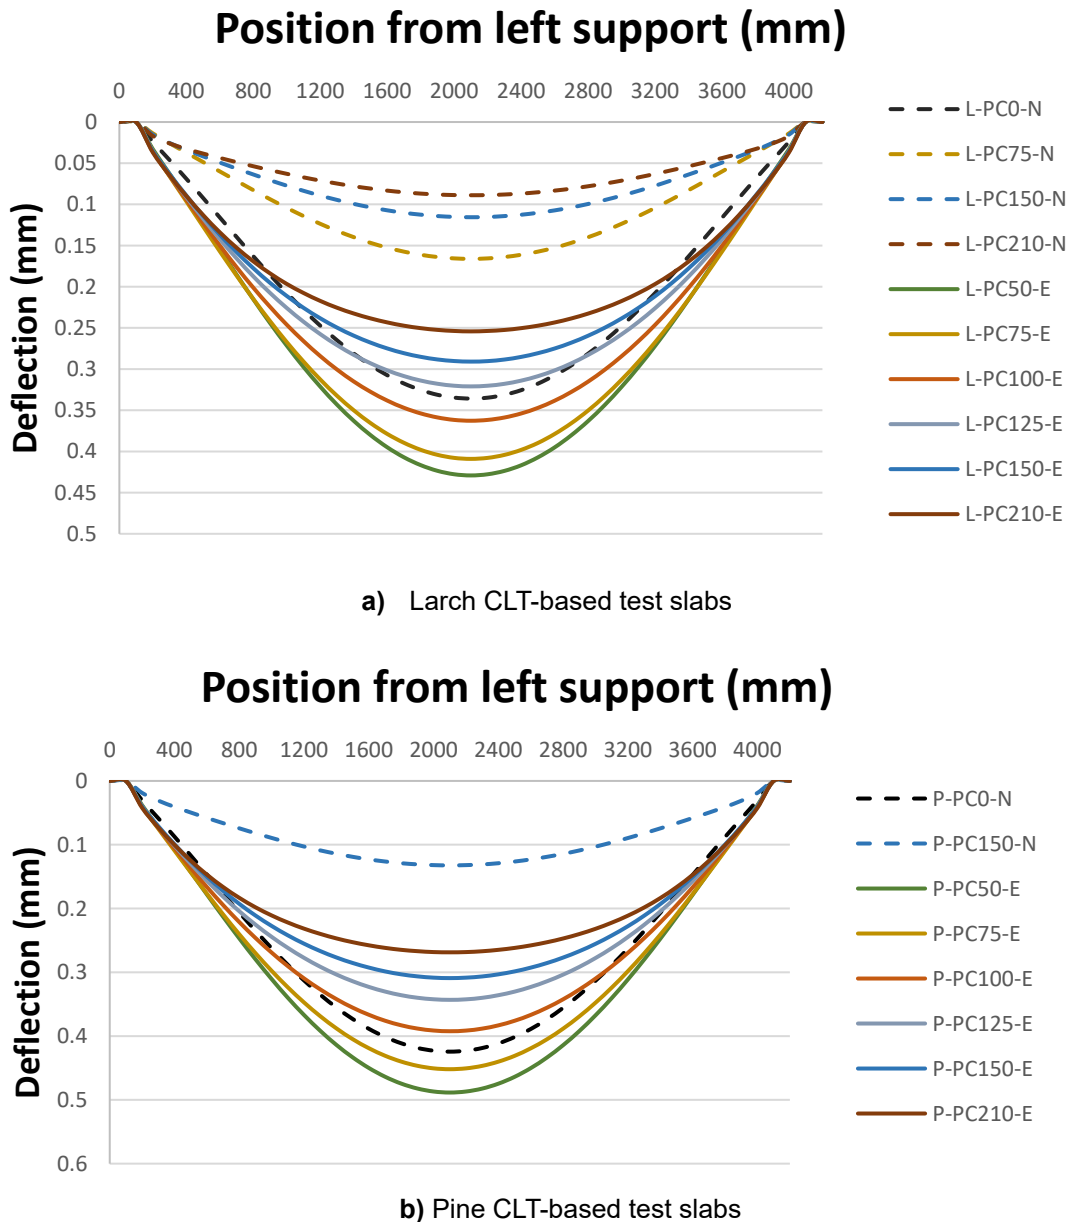 Position from left support (mm)
0 400 800 1200 1600 2000 2400 2800 3200 3600 4000
Deflection (mm)
0
0.05
0.1
0.15
0.2
0.25
0.3
0.35
0.4
0.45
0.5
L-PC0-N
L-PC75-N
L-PC150-N
L-PC210-N
L-PC50-E
L-PC75-E
L-PC100-E
L-PC125-E
L-PC150-E
L-PC210-E
a) Larch CLT-based test slabs
Position from left support (mm)
0 400 800 1200 1600 2000 2400 2800 3200 3600 4000
Deflection (mm)
0
0.1
0.2
0.3
0.4
0.5
0.6
P-PC0-N
P-PC150-N
P-PC50-E
P-PC75-E
P-PC100-E
P-PC125-E
P-PC150-E
P-PC210-E
b) Pine CLT-based test slabs